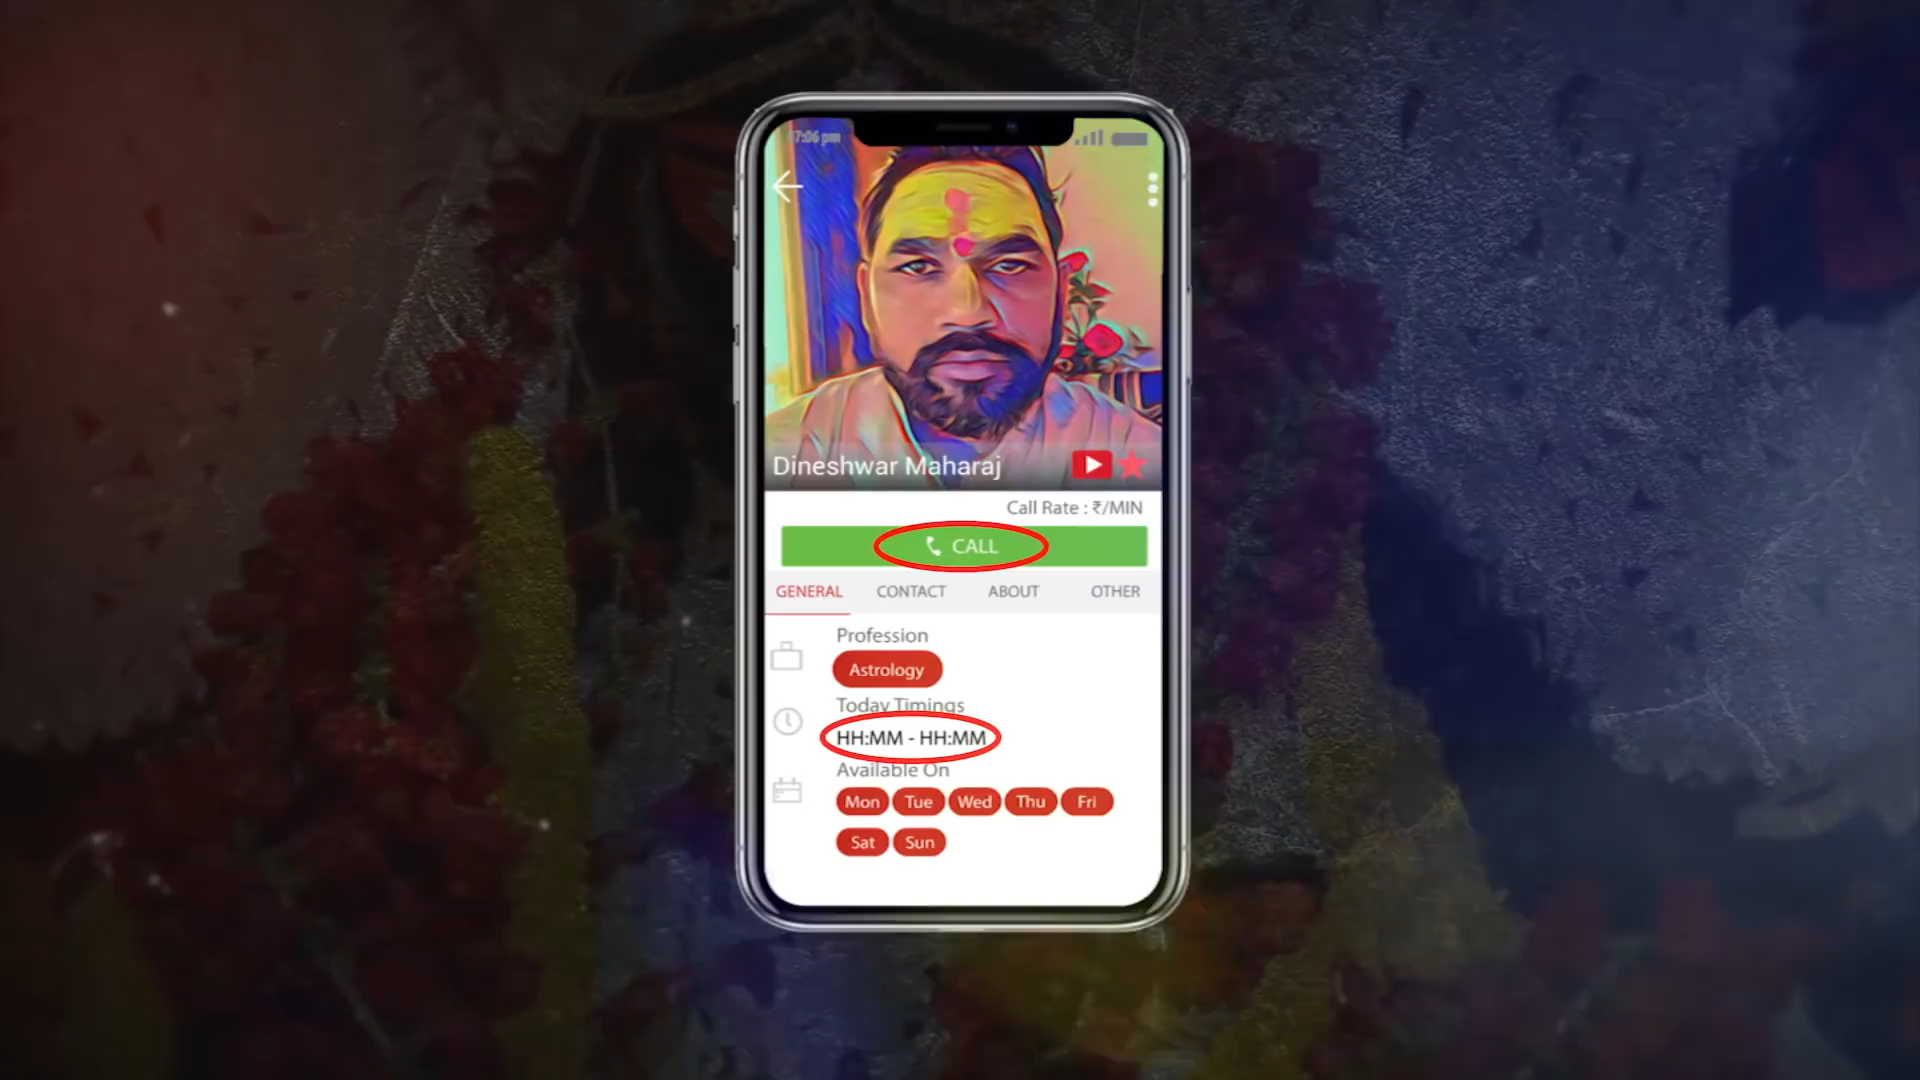 7:06 pm
Dineshwar Maharaj
Call Rate : ₹/MIN
CALL
GENERAL CONTACT ABOUT OTHER
Profession
Astrology
Today Timings
HH:MM - HH:MM
Available On
Mon Tue Wed Thu Fri
Sat Sun